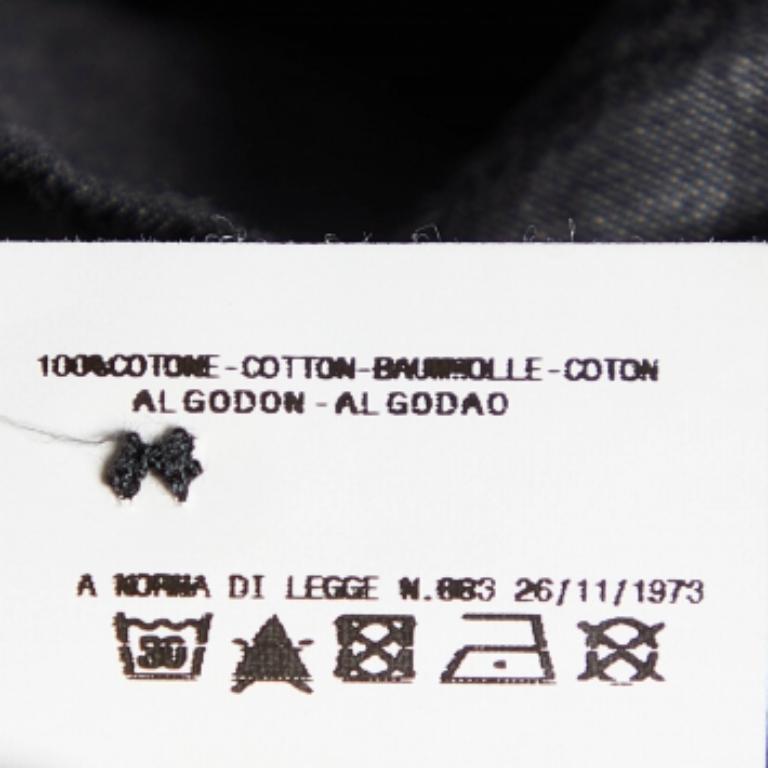 100%COTONE-COTTON-BAUMWOLLE-COTON
ALGODON-ALGODAO
A NORMA DI LEGGE N.883 26/11/1973
30